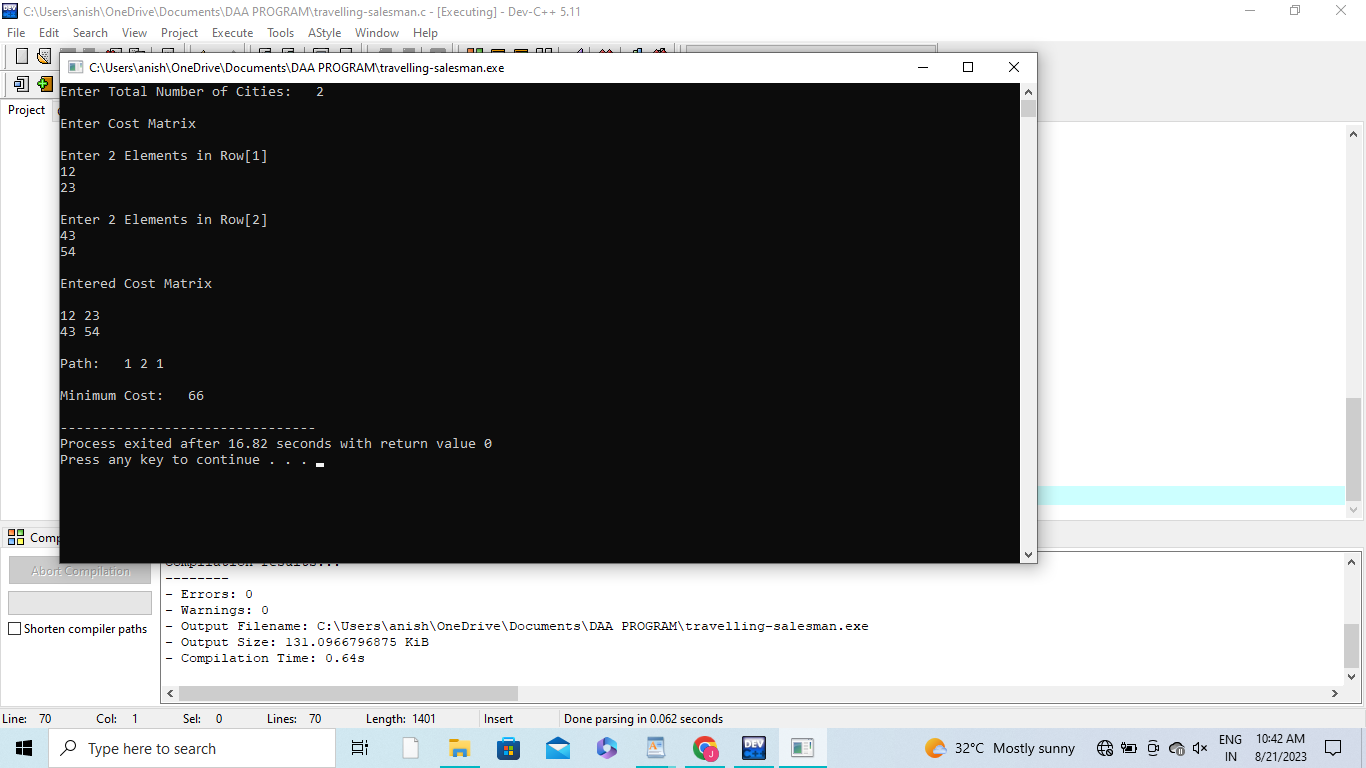 C:\Users\anish\OneDrive\Documents\DAA PROGRAM\travelling-salesman.c - [Executing] - Dev-C++ 5.11
File Edit Search View Project Execute Tools AStyle Window Help
C:\Users\anish\OneDrive\Documents\DAA PROGRAM\travelling-salesman.exe
Project
Enter Total Number of Cities: 2
Enter Cost Matrix
Enter 2 Elements in Row[1]
12
23
Enter 2 Elements in Row[2]
43
54
Entered Cost Matrix
12 23
43 54
Path: 1 2 1
Minimum Cost: 66
--------------------------------
Process exited after 16.82 seconds with return value 0
Press any key to continue . . .
Abort Compilation
Shorten compiler paths
Compilation results...
--------
- Errors: 0
- Warnings: 0
- Output Filename: C:\Users\anish\OneDrive\Documents\DAA PROGRAM\travelling-salesman.exe
- Output Size: 131.0966796875 KiB
- Compilation Time: 0.64s
Line: 70 Col: 1 Sel: 0 Lines: 70 Length: 1401 Insert Done parsing in 0.062 seconds
Type here to search
32°C Mostly sunny
ENG
IN
10:42 AM
8/21/2023